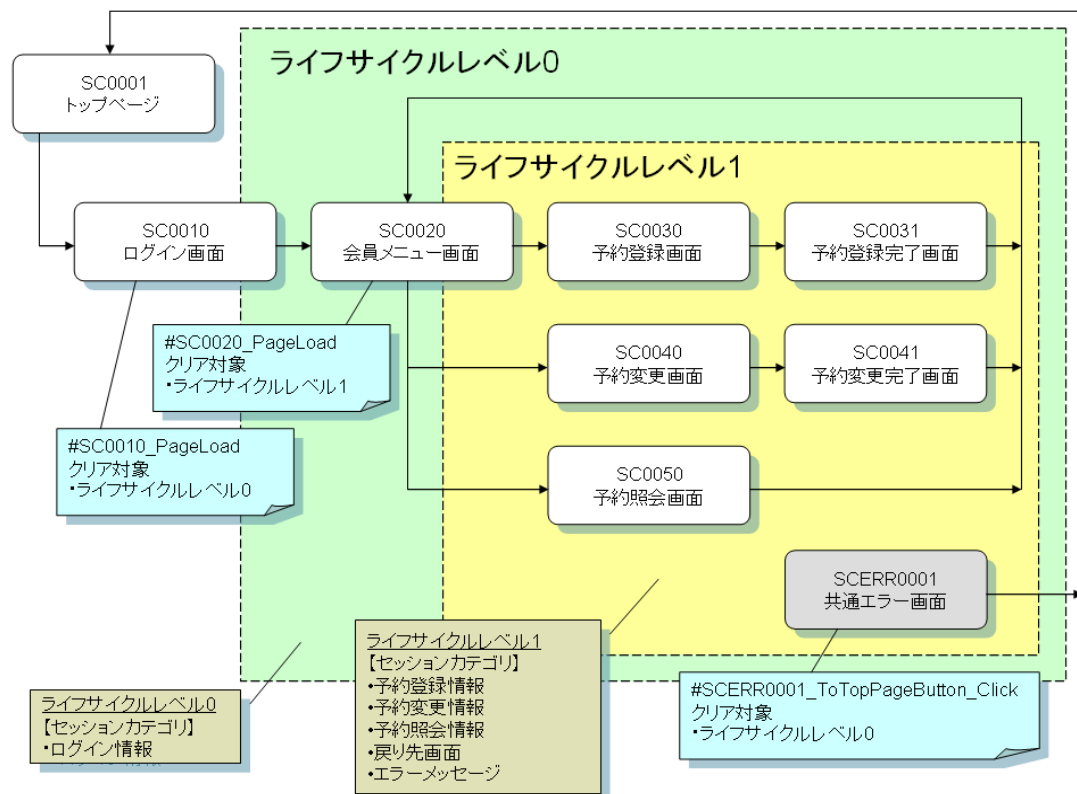 ライフサイクルレベル0
SC0001
トップページ
ライフサイクルレベル1
SC0010
ログイン画面
SC0020
会員メニュー画面
SC0030
予約登録画面
SC0031
予約登録完了画面
#SC0020_PageLoad
クリア対象
・ライフサイクルレベル1
SC0040
予約変更画面
SC0041
予約変更完了画面
#SC0010_PageLoad
クリア対象
・ライフサイクルレベル0
SC0050
予約照会画面
SCERR0001
共通エラー画面
ライフサイクルレベル1
【セッションカテゴリ】
・予約登録情報
・予約変更情報
・予約照会情報
・戻り先画面
・エラーメッセージ
#SCERR0001_ToTopPageButton_Click
クリア対象
・ライフサイクルレベル0
ライフサイクルレベル0
【セッションカテゴリ】
・ログイン情報